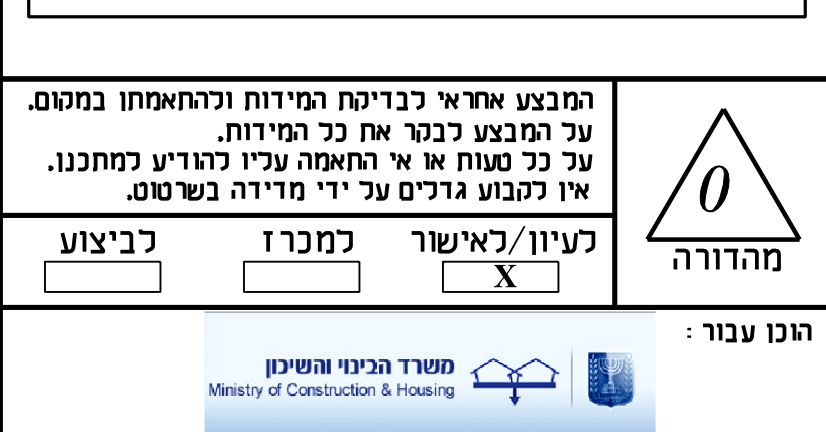 המבצע אחראי לבדיקת המידות ולהתאמתן במקום.
על המבצע לבקר את כל המידות.
על כל טעות או אי התאמה עליו להודיע למתכנן.
אין לקבוע גדלים על ידי מדידה בשרטוט.
0
מהדורה
לעיון/לאישור למכרז לביצוע
X
הוכן עבור :
משרד הבינוי והשיכון
Ministry of Construction & Housing